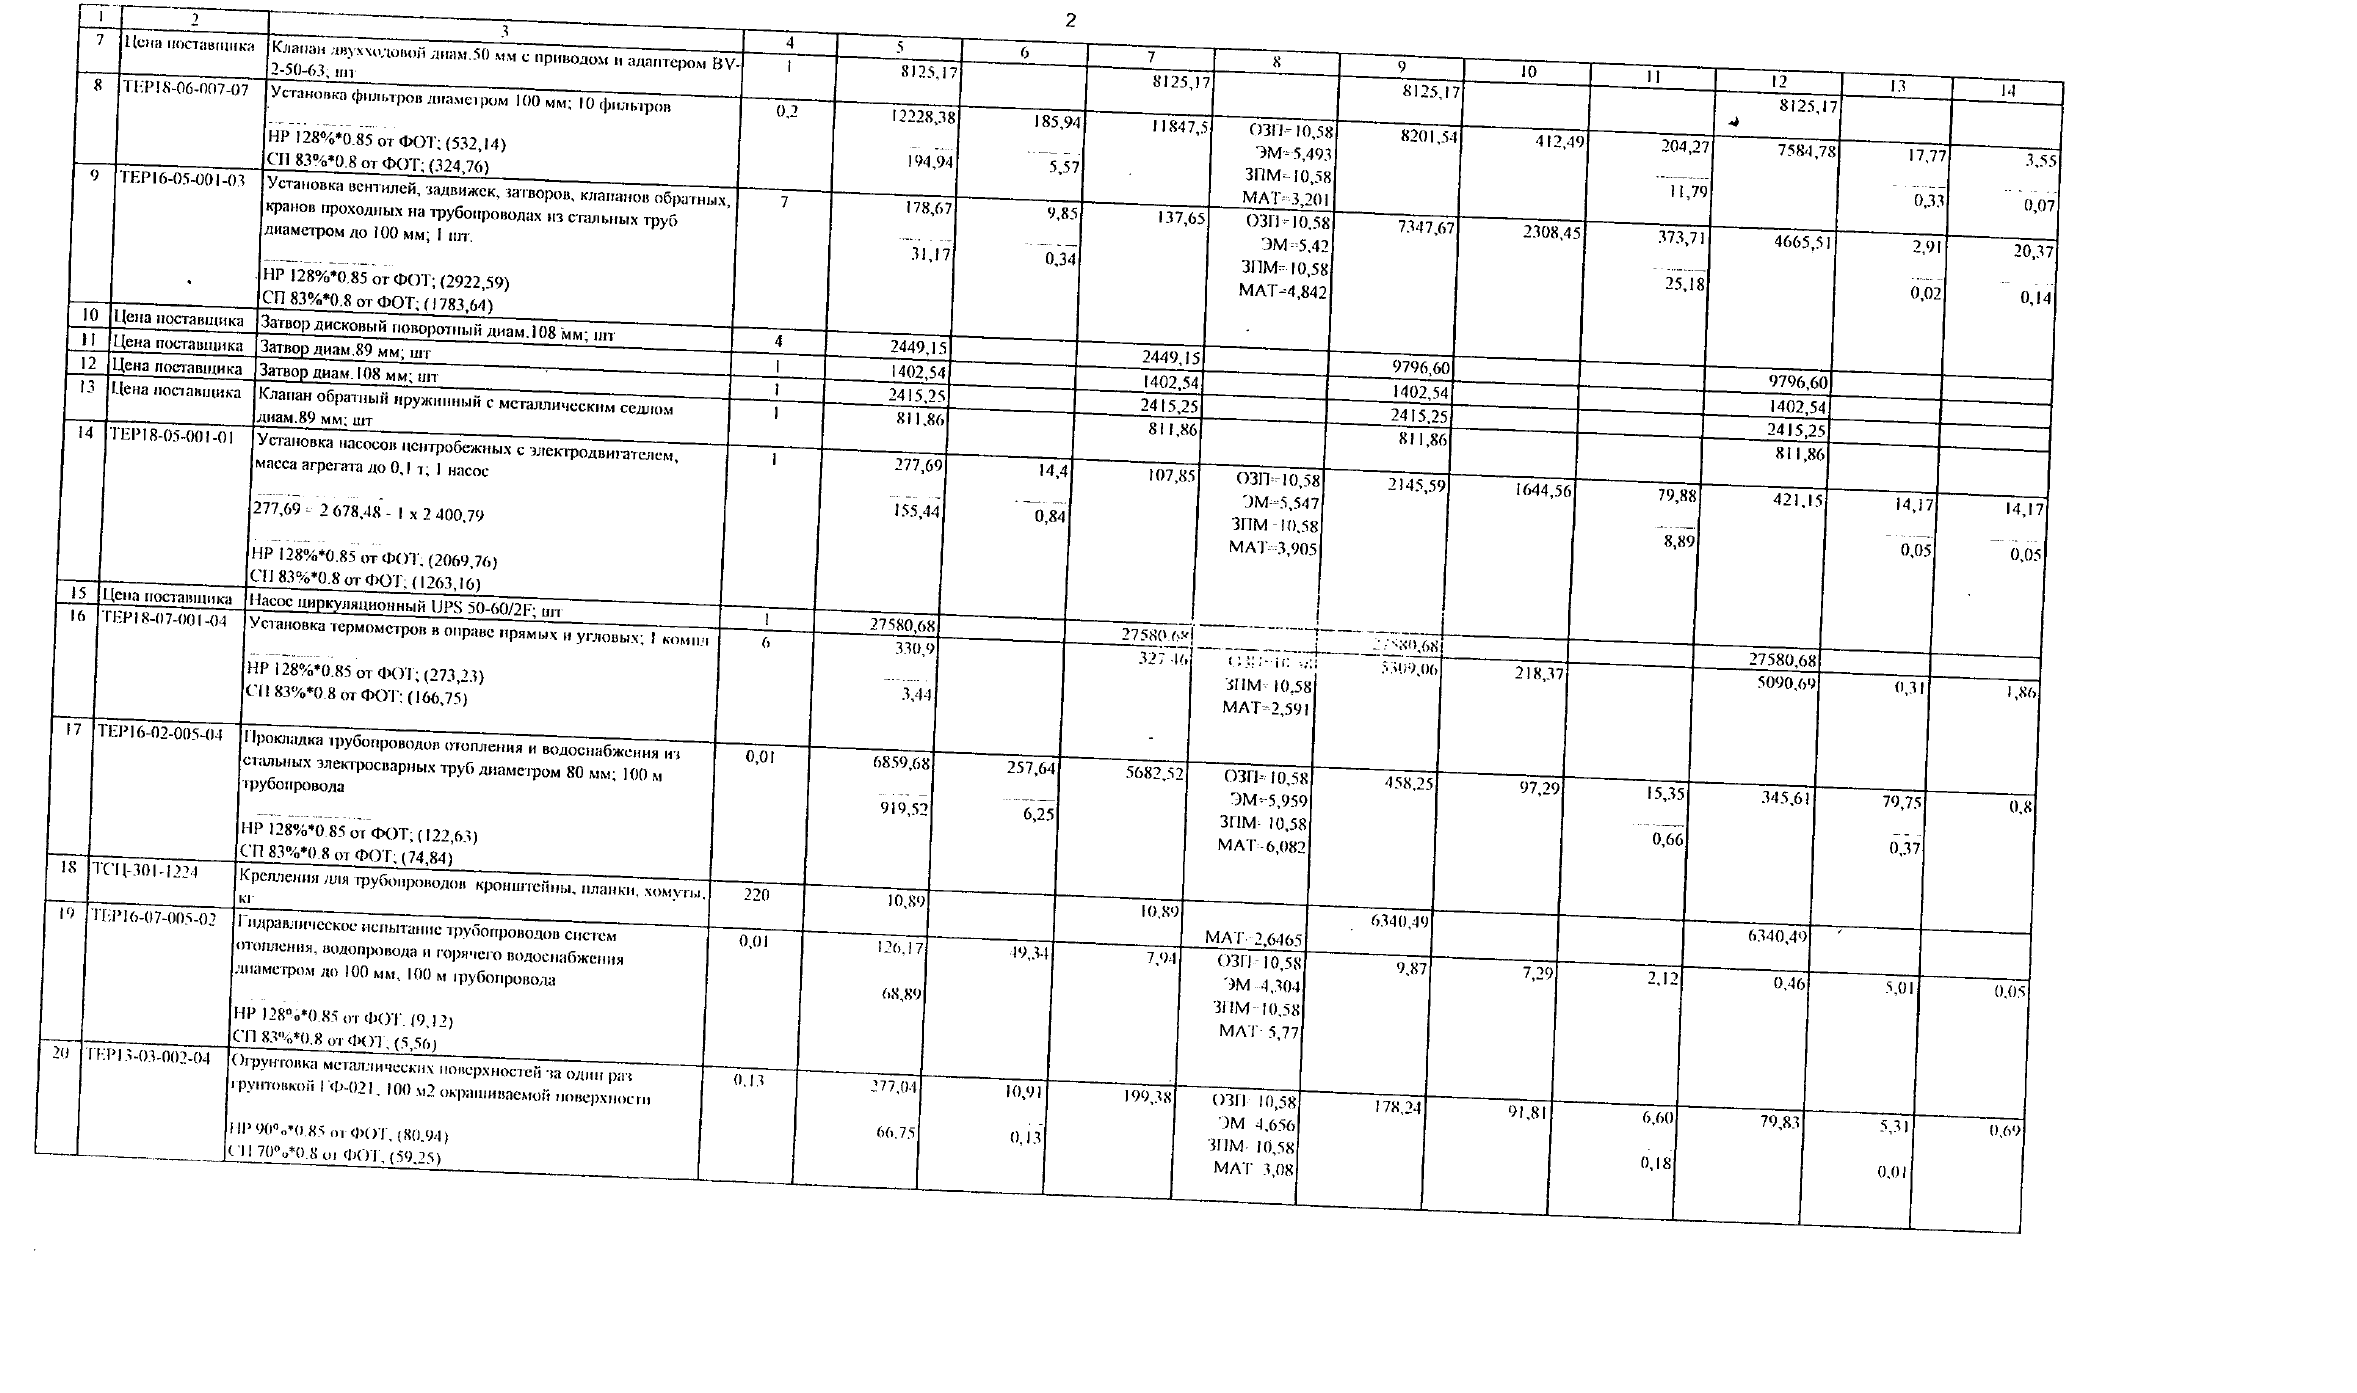 2
1 2 3 4 5 6 7 8 9 10 11 12 13 14
7 Цена поставщика Клапан двухходовой диам.50 мм с приводом и адаптером BV- 1 8125,17 8125,17 8125,17 8125,17
2-50-63; шт
8 ТЕР18-06-007-07 Установка фильтров диаметром 100 мм; 10 фильтров 0,2 12228,38 185,94 11847,5 ОЗП=10,58 8201,54 412,49 204,27 7584,78 17,77 3,55
ЭМ=5,493
НР 128%*0.85 от ФОТ; (532,14) 194,94 5,57 ЗПМ=10,58 11,79 0,33 0,07
СП 83%*0.8 от ФОТ; (324,76) МАТ=3,201
9 ТЕР16-05-001-03 Установка вентилей, задвижек, затворов, клапанов обратных, 7 178,67 9,85 137,65 ОЗП=10,58 7347,67 2308,45 373,71 4665,51 2,91 20,37
кранов проходных на трубопроводах из стальных труб ЭМ=5,42
диаметром до 100 мм; 1 шт. 31,17 0,34 ЗПМ=10,58 25,18 0,02 0,14
МАТ=4,842
НР 128%*0.85 от ФОТ; (2922,59)
СП 83%*0.8 от ФОТ; (1783,64)
10 Цена поставщика Затвор дисковый поворотный диам.108 мм; шт 4 2449,15 2449,15 9796,60 9796,60
11 Цена поставщика Затвор диам.89 мм; шт 1 1402,54 1402,54 1402,54 1402,54
12 Цена поставщика Затвор диам.108 мм; шт 1 2415,25 2415,25 2415,25 2415,25
13 Цена поставщика Клапан обратный пружинный с металлическим седлом 1 811,86 811,86 811,86 811,86
диам.89 мм; шт
14 ТЕР18-05-001-01 Установка насосов центробежных с электродвигателем, 1 277,69 14,4 107,85 ОЗП=10,58 2145,59 1644,56 79,88 421,15 14,17 14,17
масса агрегата до 0,1 т; 1 насос ЭМ=5,547
155,44 0,84 ЗПМ=10,58 8,89 0,05 0,05
277,69 = 2 678,48 - 1 x 2 400,79 МАТ=3,905
НР 128%*0.85 от ФОТ; (2069,76)
СП 83%*0.8 от ФОТ; (1263,16)
15 Цена поставщика Насос циркуляционный UPS 50-60/2F; шт 1 27580,68 27580,68 27580,68 27580,68
16 ТЕР18-07-001-04 Установка термометров в оправе прямых и угловых; 1 компл 6 330,9 327,46 ОЗП=10,58 5309,06 218,37 5090,69 0,31 1,86
ЗПМ=10,58
НР 128%*0.85 от ФОТ; (273,23) 3,44 МАТ=2,591
СП 83%*0.8 от ФОТ; (166,75)
17 ТЕР16-02-005-04 Прокладка трубопроводов отопления и водоснабжения из 0,01 6859,68 257,64 5682,52 ОЗП=10,58 458,25 97,29 15,35 345,61 79,75 0,8
стальных электросварных труб диаметром 80 мм; 100 м ЭМ=5,959
трубопровода 919,52 6,25 ЗПМ=10,58 0,66 0,37
МАТ=6,082
НР 128%*0.85 от ФОТ; (122,63)
СП 83%*0.8 от ФОТ; (74,84)
18 ТСЦ-301-1224 Крепления для трубопроводов кронштейны, планки, хомуты, 220 10,89 10,89 МАТ=2,6465 6340,49 6340,49
кг
19 ТЕР16-07-005-02 Гидравлическое испытание трубопроводов систем 0,01 126,17 49,34 7,94 ОЗП=10,58 9,87 7,29 2,12 0,46 5,01 0,05
отопления, водопровода и горячего водоснабжения ЭМ=4,304
диаметром до 100 мм, 100 м трубопровода 68,89 ЗПМ=10,58
МАТ=5,77
НР 128%*0.85 от ФОТ. (9,12)
СП 83%*0.8 от ФОТ. (5,56)
20 ТЕР13-03-002-04 Огрунтовка металлических поверхностей за один раз 0,13 277,04 10,91 199,38 ОЗП=10,58 178,24 91,81 6,60 79,83 5,31 0,69
грунтовкой ГФ-021, 100 м2 окрашиваемой поверхности ЭМ=4,656
66,75 0,13 ЗПМ=10,58 0,18 0,01
НР 90%*0.85 от ФОТ, (80,94) МАТ=3,08
СП 70%*0.8 от ФОТ, (59,25)